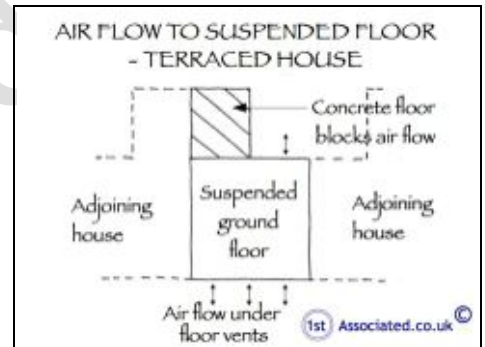 AIR FLOW TO SUSPENDED FLOOR
- TERRACED HOUSE
Concrete floor
blocks air flow
Adjoining
house
Suspended
ground
floor
Adjoining
house
Air flow under
floor vents
1st Associated.co.uk ©